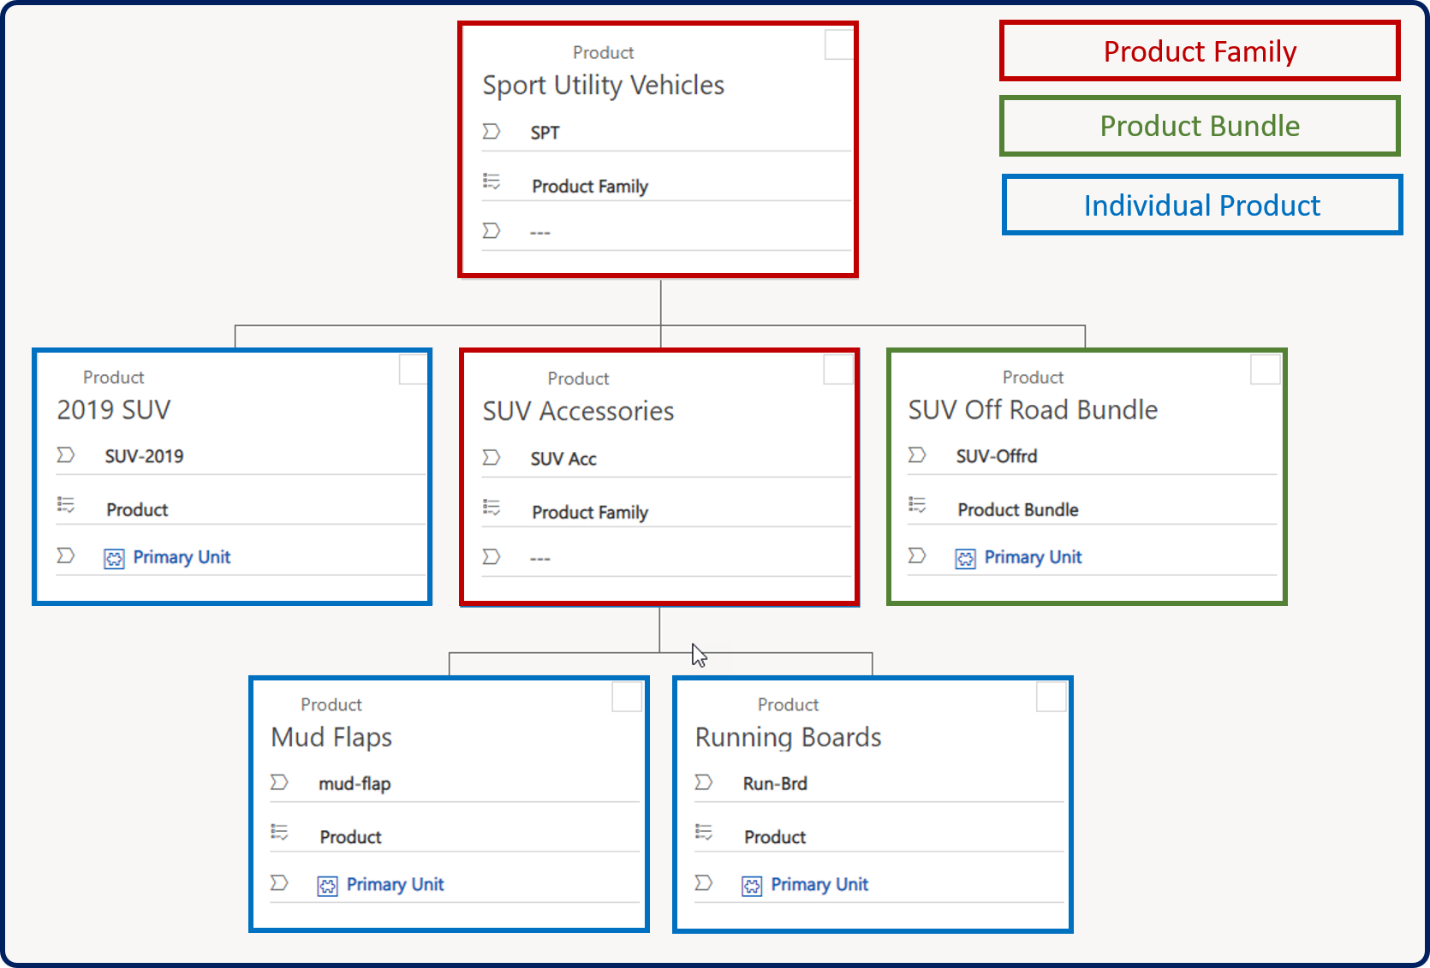 Product
Sport Utility Vehicles
SPT
Product Family
---
Product Family
Product Bundle
Individual Product
Product
2019 SUV
SUV-2019
Product
Primary Unit
Product
SUV Accessories
SUV Acc
Product Family
---
Product
SUV Off Road Bundle
SUV-Offrd
Product Bundle
Primary Unit
Product
Mud Flaps
mud-flap
Product
Primary Unit
Product
Running Boards
Run-Brd
Product
Primary Unit